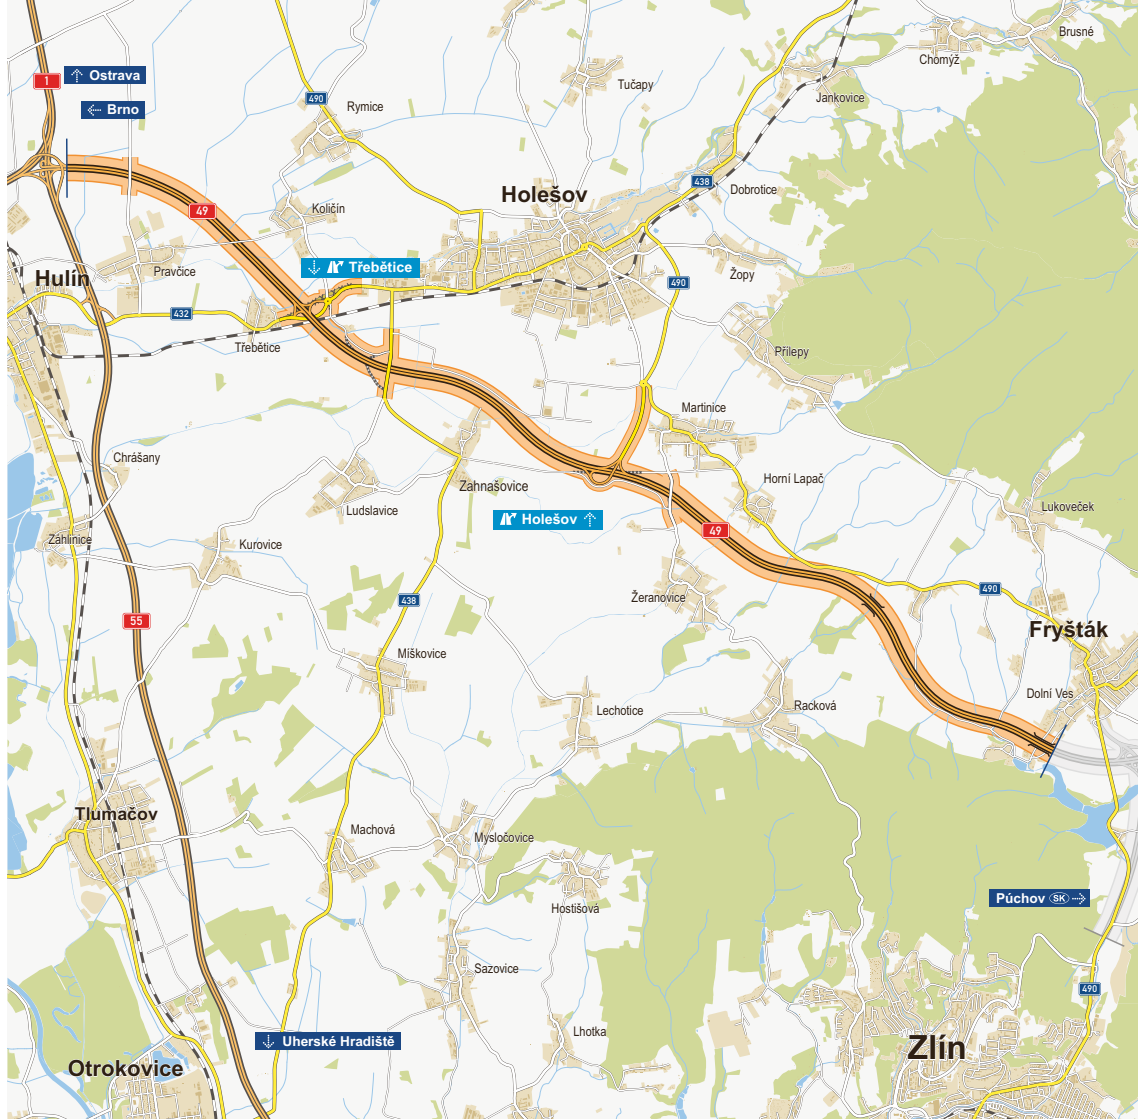 Brusné
Chomýž
1
Ostrava
Tučapy
Jankovice
490
Rymice
Brno
438
Dobrotice
Holešov
49
Količín
Pravčice
Třebětice
Žopy
Hulín
490
432
Třebětice
Přílepy
Martinice
Chrášany
Zahnašovice
Horní Lapač
Ludslavice
Lukoveček
Holešov
49
Záhlinice
Kurovice
490
Žeranovice
438
55
Fryšták
Míškovice
Dolní Ves
Lechotice
Racková
Tlumačov
Machová
Mysločovice
Púchov SK
Hostišová
Sazovice
490
Lhotka
Uherské Hradiště
Zlín
Otrokovice